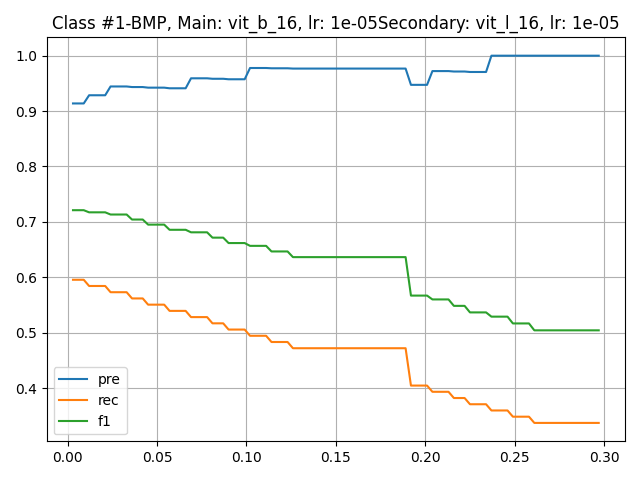 Class #1-BMP, Main: vit_b_16, lr: 1e-05Secondary: vit_l_16, lr: 1e-05
1.0
0.9
0.8
0.7
0.6
0.5
0.4
pre
rec
f1
0.00 0.05 0.10 0.15 0.20 0.25 0.30